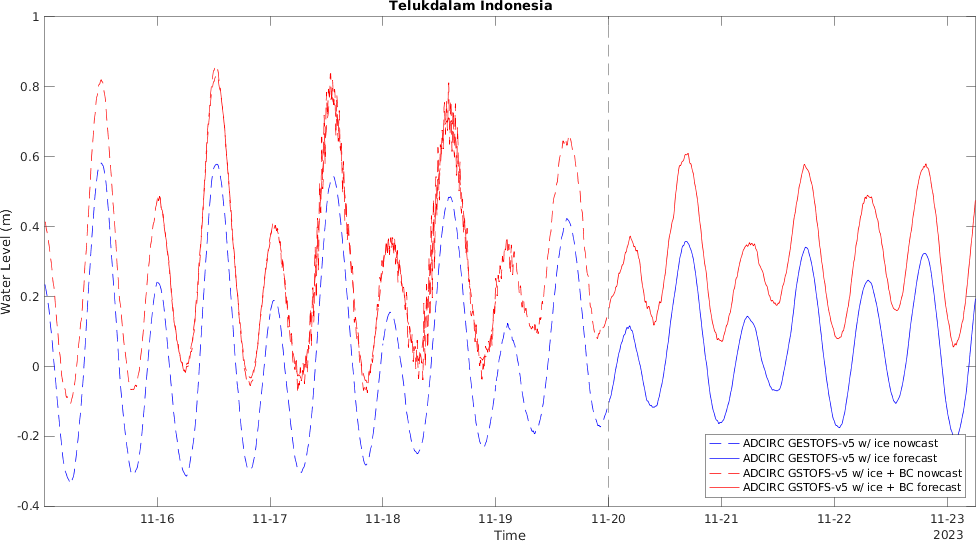 Telukdalam Indonesia
1
0.8
0.6
0.4
0.2
0
-0.2
-0.4
Water Level (m)
ADCIRC GESTOFS-v5 w/ ice nowcast
ADCIRC GESTOFS-v5 w/ ice forecast
ADCIRC GSTOFS-v5 w/ ice + BC nowcast
ADCIRC GSTOFS-v5 w/ ice + BC forecast
11-16 11-17 11-18 11-19 11-20 11-21 11-22 11-23
Time 2023